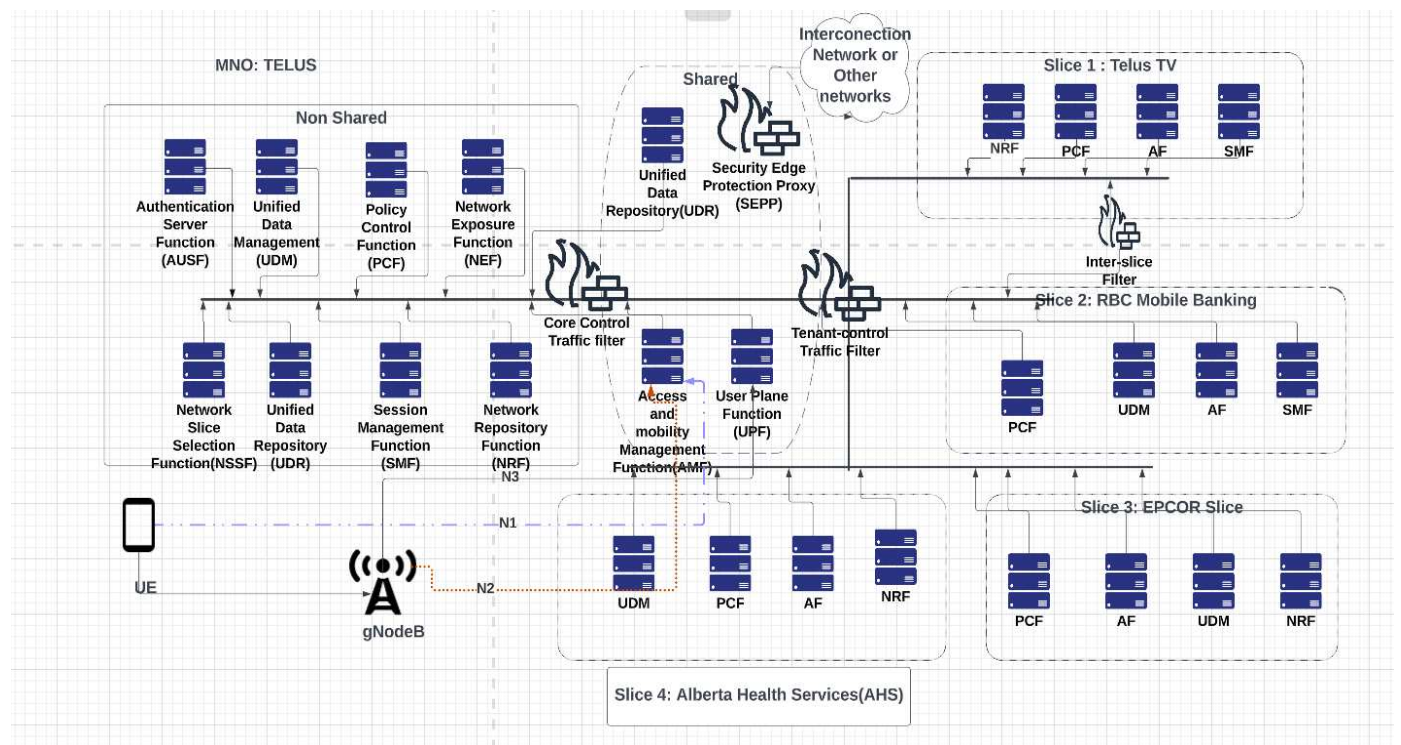 MNO: TELUS
Non Shared
Authentication
Server
Function
(AUSF)
Unified
Data
Management
(UDM)
Policy
Control
Function
(PCF)
Network
Exposure
Function
(NEF)
Network
Slice
Selection
Function(NSSF)
Unified
Data
Repository
(UDR)
Session
Management
Function
(SMF)
Network
Repository
Function
(NRF)
Shared
Unified
Data
Repository(UDR)
Security Edge
Protection Proxy
(SEPP)
Interconection
Network or
Other
networks
Core Control
Traffic filter
Tenant-control
Traffic Filter
Access
and
mobility
Management
Function(AMF)
User Plane
Function
(UPF)
Slice 1 : Telus TV
NRF
PCF
AF
SMF
Inter-slice
Filter
Slice 2: RBC Mobile Banking
PCF
UDM
AF
SMF
N3
N1
N2
UE
gNodeB
UDM
PCF
AF
NRF
Slice 4: Alberta Health Services(AHS)
Slice 3: EPCOR Slice
PCF
AF
UDM
NRF